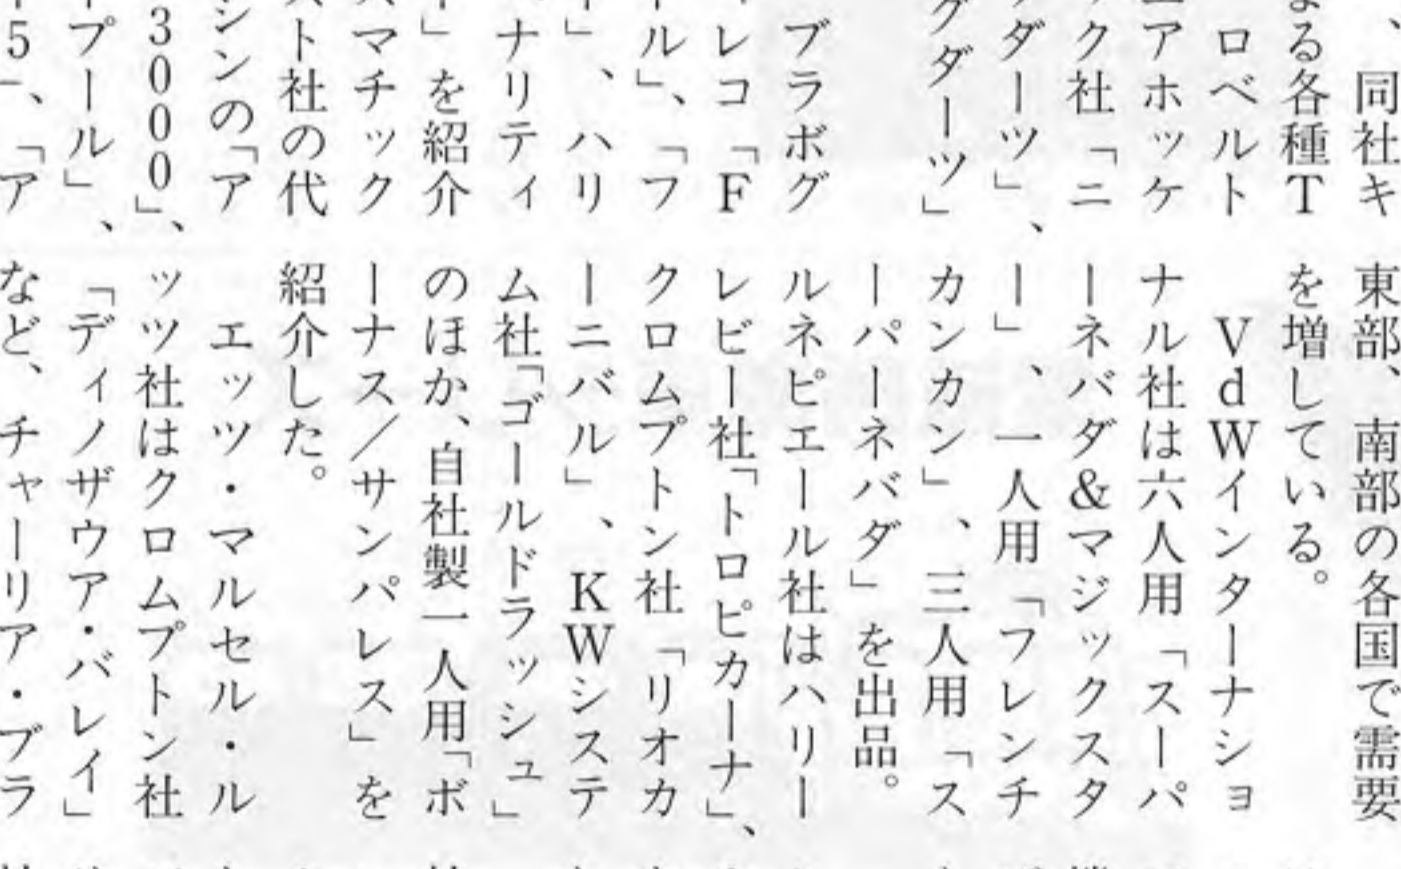 、同社キ
る各種T
ロベルト
アホッケ
ク社「ニ
ダーツ」、
グダーツ」
ブラボグ
レコ「F
ル」、「フ
」、ハリ
ナリティ
」を紹介
スマチック
スト社の代
シンの「ア
3000」、
プール」、
5」、「ア
東部、南部の各国で需要
を増している。
VdWインターナショ
ナル社は六人用「スーパ
ーネバダ&マジックスタ
ー」、一人用「フレンチ
カンカン」、三人用「ス
ーパーネバダ」を出品。
ルネピエール社はハリー
レビー社「トロピカーナ」、
クロムプトン社「リオカ
ーニバル」、KWシステ
ム社「ゴールドラッシュ」
のほか、自社製一人用「ボ
ーナス／サンパレス」を
紹介した。
エッツ・マルセル・ル
ッツ社はクロムプトン社
「ディノザウア・バレイ」
など、チャーリア・ブラ